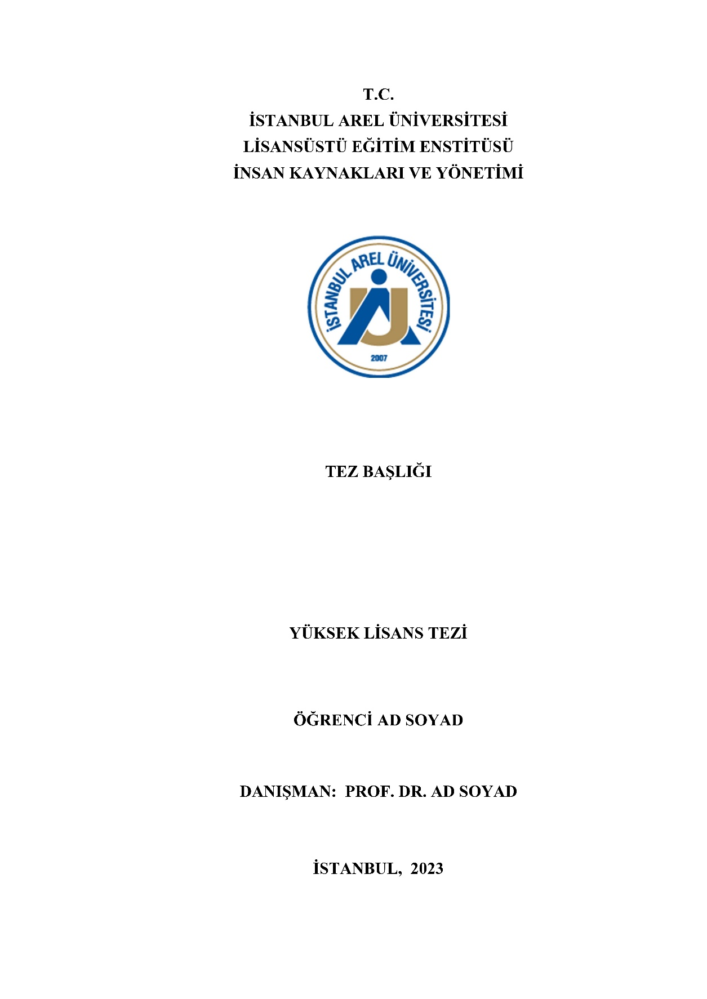 T.C.
İSTANBUL AREL ÜNİVERSİTESİ
LİSANSÜSTÜ EĞİTİM ENSTİTÜSÜ
İNSAN KAYNAKLARI VE YÖNETİMİ
İSTANBUL AREL ÜNİVERSİTESİ
2007
TEZ BAŞLIĞI
YÜKSEK LİSANS TEZİ
ÖĞRENCİ AD SOYAD
DANIŞMAN:  PROF. DR. AD SOYAD
İSTANBUL,  2023